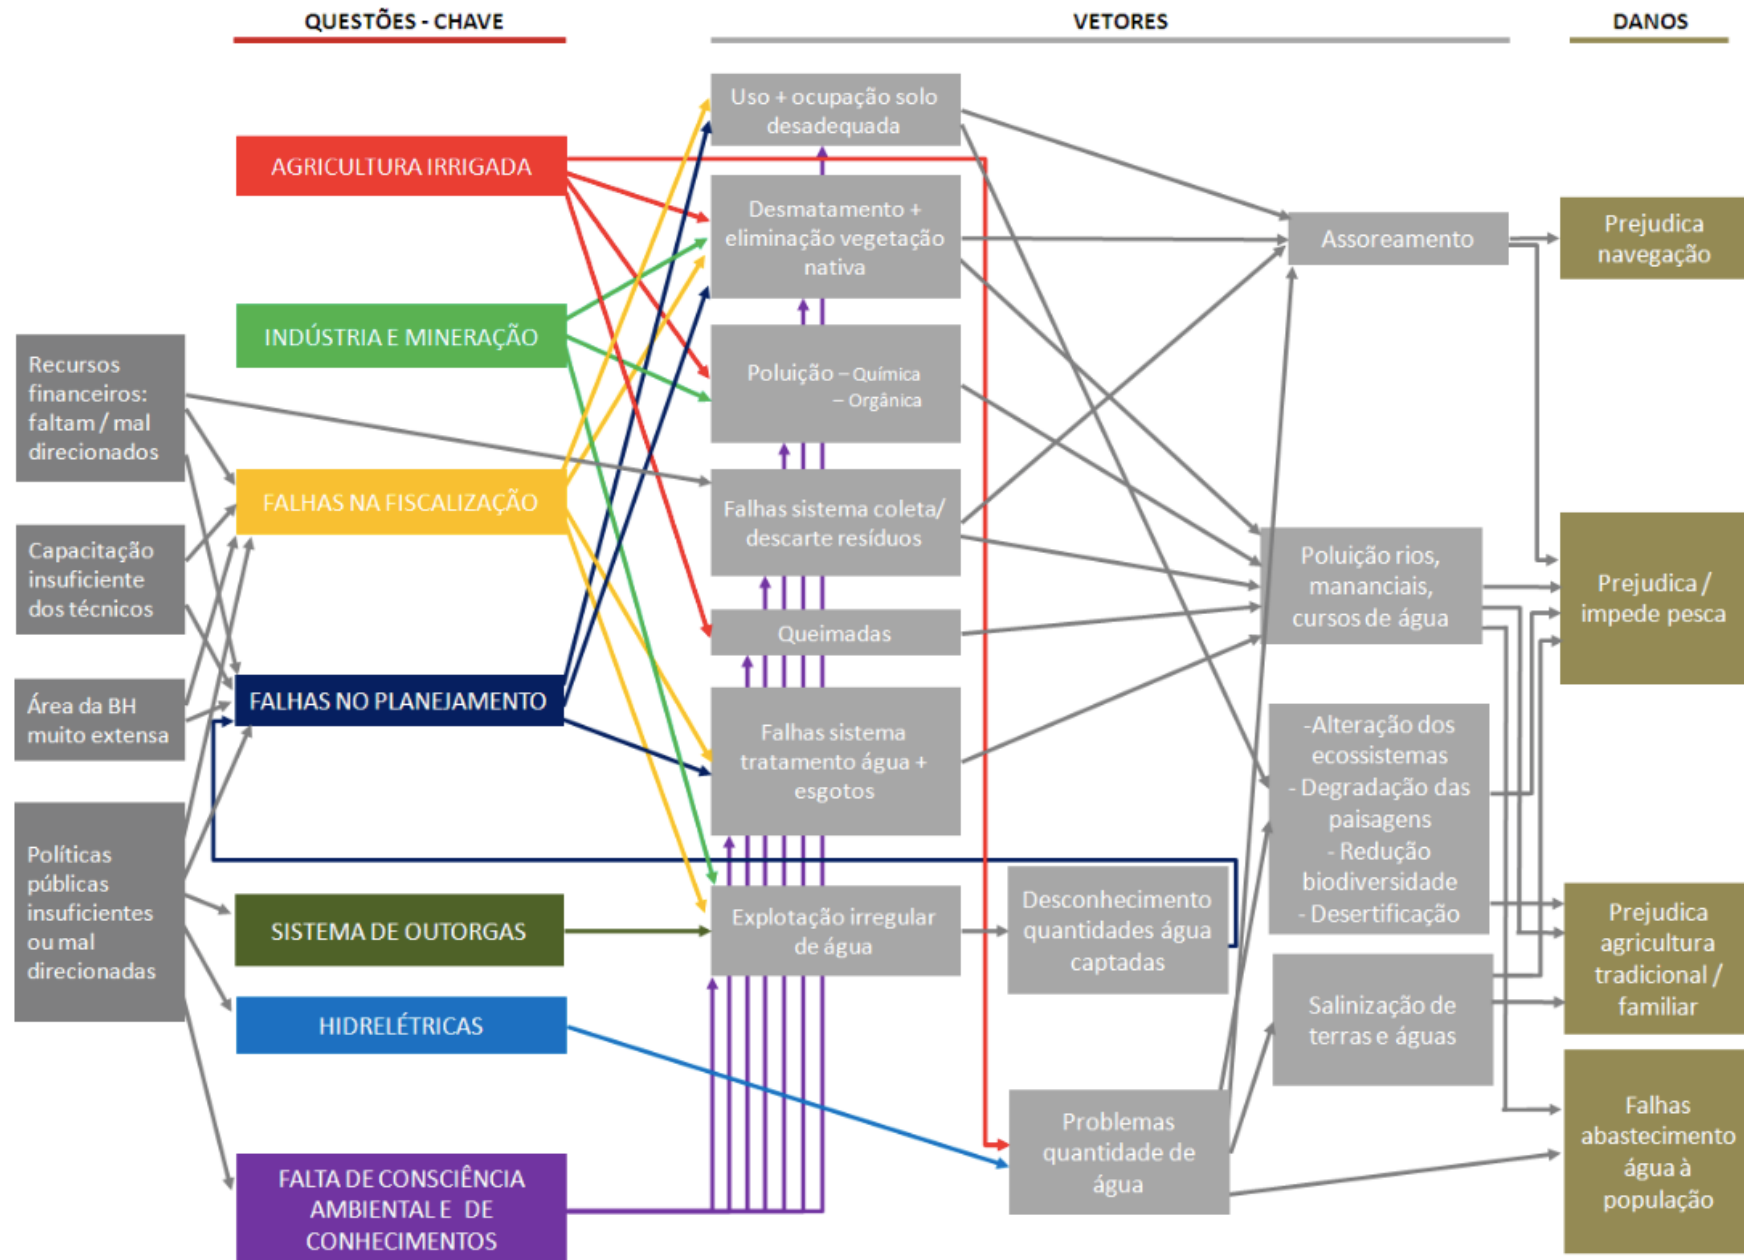 QUESTÕES - CHAVE
VETORES
DANOS
Recursos
financeiros:
faltam / mal
direcionados
Capacitação
insuficiente
dos técnicos
Área da BH
muito extensa
Políticas
públicas
insuficientes
ou mal
direcionadas
AGRICULTURA IRRIGADA
INDÚSTRIA E MINERAÇÃO
FALHAS NA FISCALIZAÇÃO
FALHAS NO PLANEJAMENTO
SISTEMA DE OUTORGAS
HIDRELÉTRICAS
FALTA DE CONSCIÊNCIA
AMBIENTAL E DE
CONHECIMENTOS
Uso + ocupação solo
desadequada
Desmatamento +
eliminação vegetação
nativa
Poluição – Química
– Orgânica
Falhas sistema coleta/
descarte resíduos
Queimadas
Falhas sistema
tratamento água +
esgotos
Explotação irregular
de água
Desconhecimento
quantidades água
captadas
Problemas
quantidade de
água
Assoreamento
Poluição rios,
mananciais,
cursos de água
-Alteração dos
ecossistemas
- Degradação das
paisagens
- Redução
biodiversidade
- Desertificação
Salinização de
terras e águas
Prejudica
navegação
Prejudica /
impede pesca
Prejudica
agricultura
tradicional /
familiar
Falhas
abastecimento
água à
população